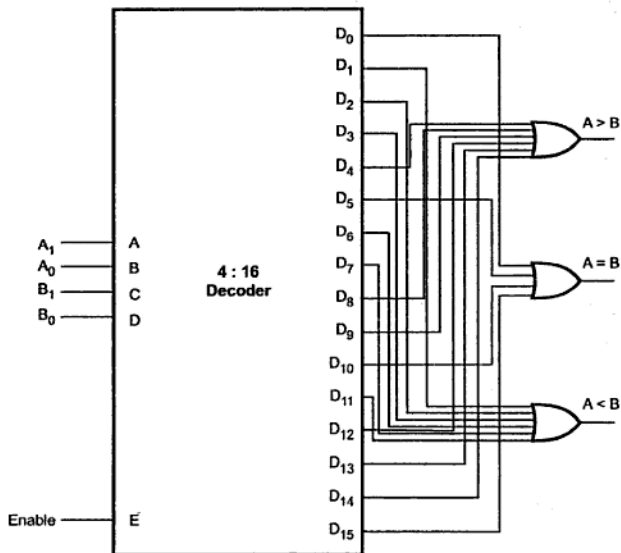 D0
D1
D2
D3
D4
D5
D6
D7
D8
D9
D10
D11
D12
D13
D14
D15
A1 A
A0 B
B1 C
B0 D
4 : 16
Decoder
Enable E
A > B
A = B
A < B